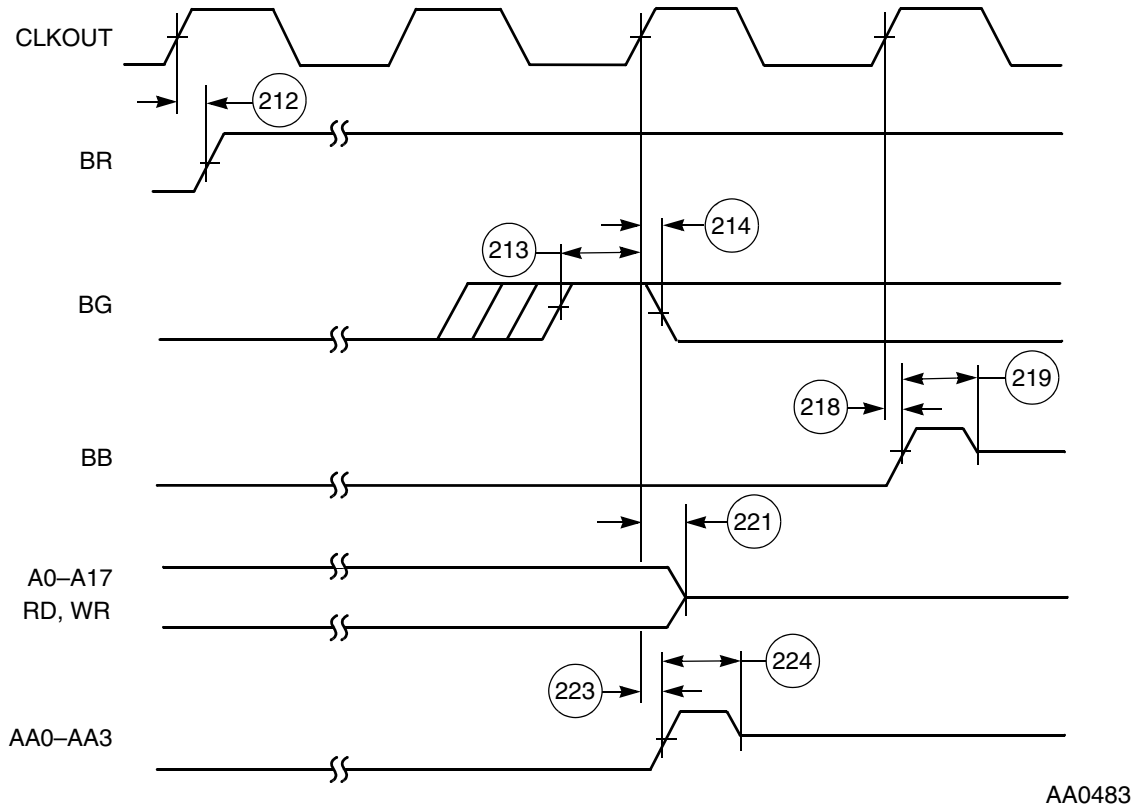 CLKOUT
212
BR
214
213
BG
219
218
BB
221
A0–A17
RD, WR
224
223
AA0–AA3
AA0483